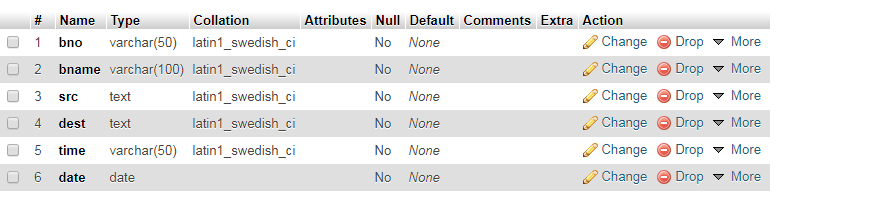 # Name Type Collation Attributes Null Default Comments Extra Action
1 bno varchar(50) latin1_swedish_ci No None Change Drop More
2 bname varchar(100) latin1_swedish_ci No None Change Drop More
3 src text latin1_swedish_ci No None Change Drop More
4 dest text latin1_swedish_ci No None Change Drop More
5 time varchar(50) latin1_swedish_ci No None Change Drop More
6 date date No None Change Drop More